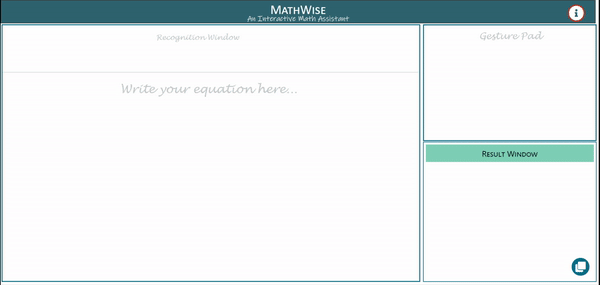 MATHWISE
An Interactive Math Assistant
Recognition Window
Write your equation here...
Gesture Pad
RESULT WINDOW